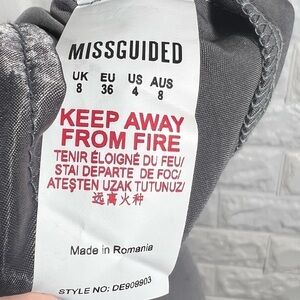 MISSGUIDED
UK EU US AUS
8 36 4 8
KEEP AWAY
FROM FIRE
TENIR ÉLOIGNÉ DU FEU/
STAI DEPARTE DE FOC/
ATEŞTEN UZAK TUTUNUZ/
远离火种
Made in Romania
STYLE NO: DE909903